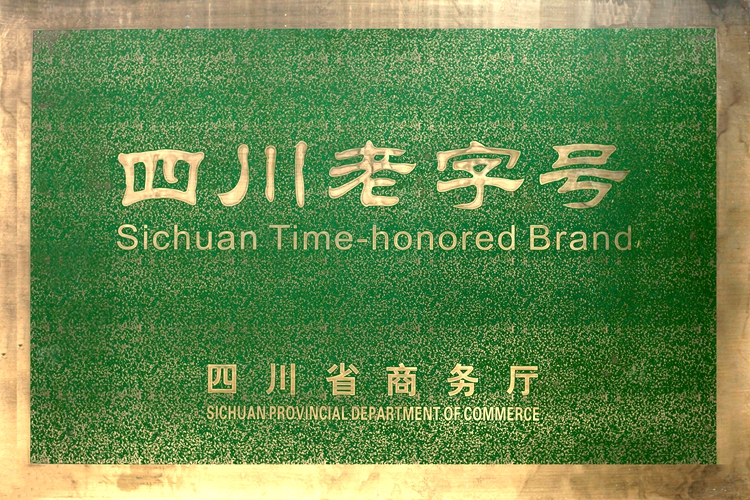 四川老字号
Sichuan Time-honored Brand
四川省商务厅
SICHUAN PROVINCIAL DEPARTMENT OF COMMERCE